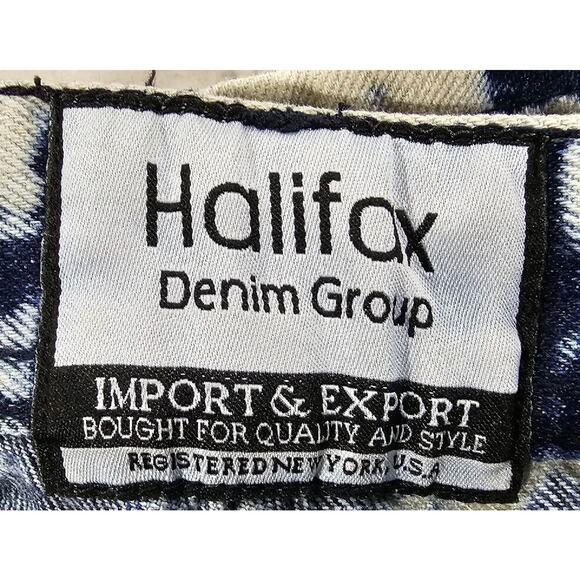 Halifax
Denim Group
IMPORT & EXPORT
BOUGHT FOR QUALITY AND STYLE
REGISTERED NEW YORK, U.S.A